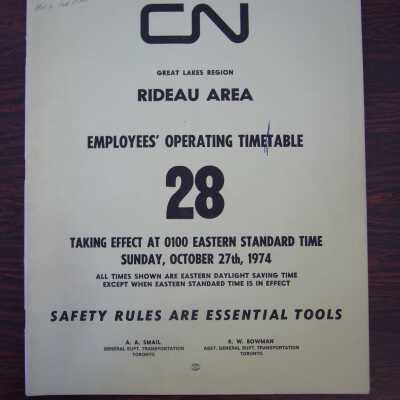 CN
GREAT LAKES REGION
RIDEAU AREA
EMPLOYEES' OPERATING TIMETABLE
28
TAKING EFFECT AT 0100 EASTERN STANDARD TIME
SUNDAY, OCTOBER 27th, 1974
ALL TIMES SHOWN ARE EASTERN DAYLIGHT SAVING TIME
EXCEPT WHEN EASTERN STANDARD TIME IS IN EFFECT
SAFETY RULES ARE ESSENTIAL TOOLS
A. A. SMAIL
GENERAL SUPT. TRANSPORTATION
TORONTO
R. W. BOWMAN
ASST. GENERAL SUPT. TRANSPORTATION
TORONTO